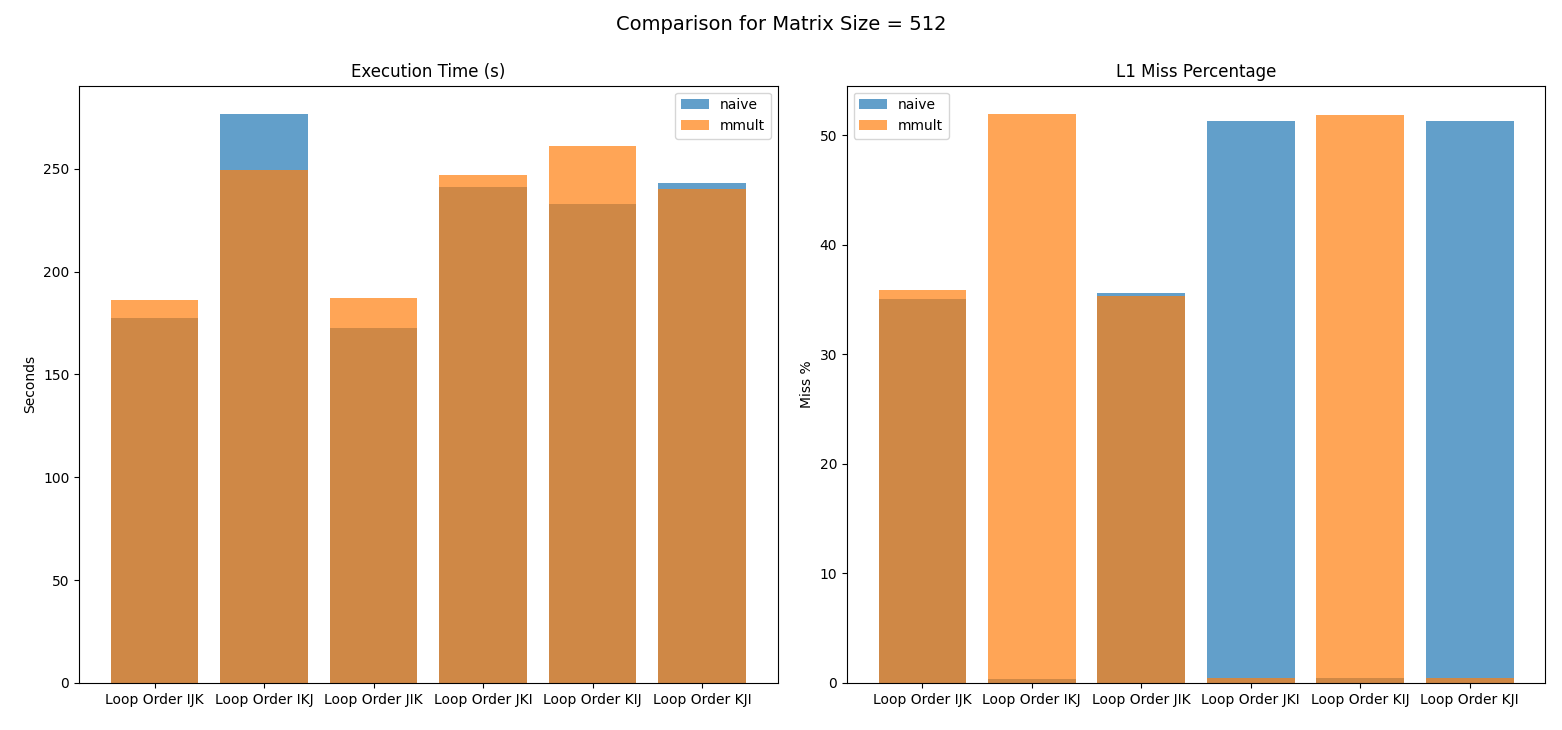 Comparison for Matrix Size = 512
Execution Time (s)
naive
mmult
250
200
150
100
50
0
Seconds
Loop Order IJK Loop Order IKJ Loop Order JIK Loop Order JKI Loop Order KIJ Loop Order KJI
L1 Miss Percentage
naive
mmult
50
40
30
20
10
0
Miss %
Loop Order IJK Loop Order IKJ Loop Order JIK Loop Order JKI Loop Order KIJ Loop Order KJI